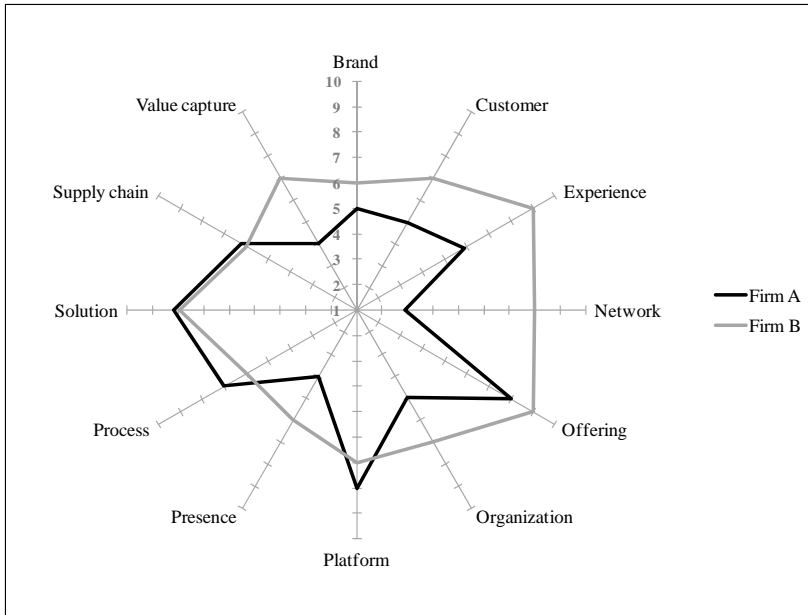 Brand
10
9
8
7
6
5
4
3
2
1
Customer
Experience
Network
Offering
Organization
Platform
Presence
Process
Solution
Supply chain
Value capture
Firm A
Firm B